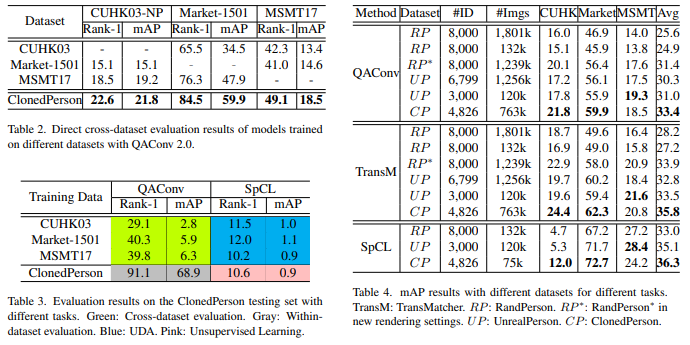 Dataset CUHK03-NP Market-1501 MSMT17
Rank-1 mAP Rank-1 mAP Rank-1 mAP
CUHK03 - - 65.5 34.5 42.3 13.4
Market-1501 15.1 15.1 - - 41.0 14.6
MSMT17 18.5 19.2 76.3 47.9 - -
ClonedPerson 22.6 21.8 84.5 59.9 49.1 18.5
Table 2. Direct cross-dataset evaluation results of models trained
on different datasets with QAConv 2.0.
Training Data QAConv SpCL
Rank-1 mAP Rank-1 mAP
CUHK03 29.1 2.8 11.5 1.0
Market-1501 40.3 5.9 12.0 1.1
MSMT17 39.8 6.3 10.2 0.9
ClonedPerson 91.1 68.9 10.6 0.9
Table 3. Evaluation results on the ClonedPerson testing set with
different tasks. Green: Cross-dataset evaluation. Gray: Within-
dataset evaluation. Blue: UDA. Pink: Unsupervised Learning.
Method Dataset #ID #Imgs CUHK Market MSMT Avg
QAConv
RP 8,000 1,801k 16.0 46.9 14.0 25.6
RP 8,000 132k 15.1 45.9 13.8 24.9
RP* 8,000 1,239k 20.1 56.4 17.6 31.4
UP 6,799 1,256k 17.2 56.1 17.5 30.3
UP 3,000 120k 17.8 55.9 19.3 31.0
CP 4,826 763k 21.8 59.9 18.5 33.4
TransM
RP 8,000 1,801k 18.7 49.6 16.4 28.2
RP 8,000 132k 16.9 49.0 15.8 27.2
RP* 8,000 1,239k 22.9 58.0 20.9 33.9
UP 6,799 1,256k 19.7 60.2 18.4 32.8
UP 3,000 120k 19.6 59.4 21.6 33.5
CP 4,826 763k 24.4 62.3 20.8 35.8
SpCL
RP 8,000 132k 4.7 67.2 27.2 33.0
UP 3,000 120k 5.3 71.7 28.4 35.1
CP 4,826 75k 12.0 72.7 24.2 36.3
Table 4. mAP results with different datasets for different tasks.
TransM: TransMatcher. RP: RandPerson. RP*: RandPerson* in
new rendering settings. UP: UnrealPerson. CP: ClonedPerson.